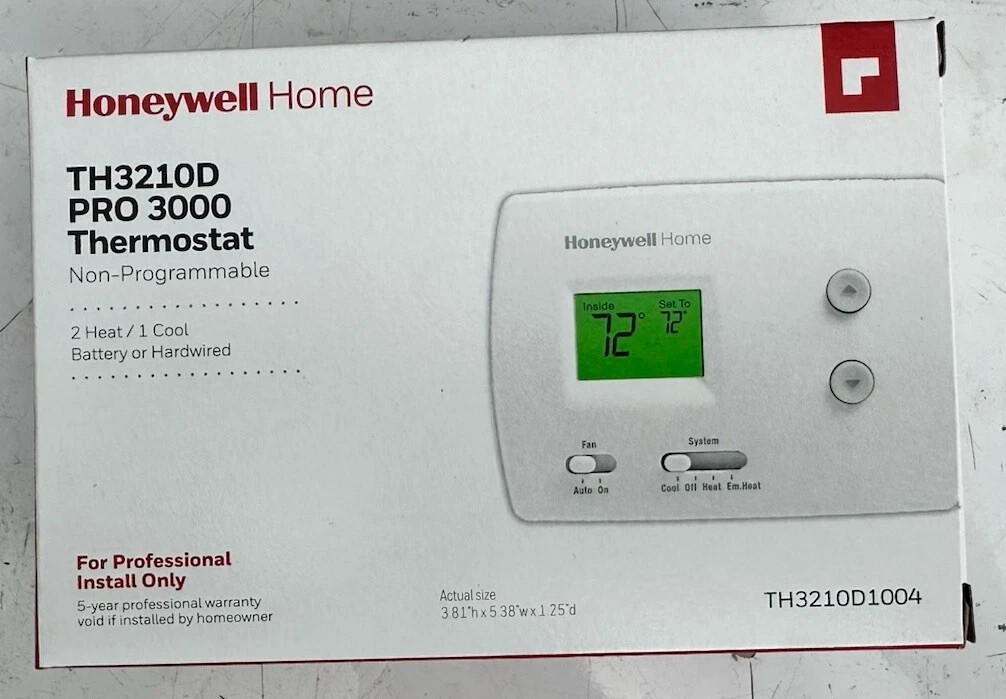 Honeywell Home
TH3210D
PRO 3000
Thermostat
Non-Programmable
2 Heat / 1 Cool
Battery or Hardwired
Honeywell Home
Inside
Set To
72°
72°
Fan
Auto On
System
Cool Off Heat Em.Heat
For Professional
Install Only
5-year professional warranty
void if installed by homeowner
Actual size
3.81"h x 5.38"w x 1.25"d
TH3210D1004